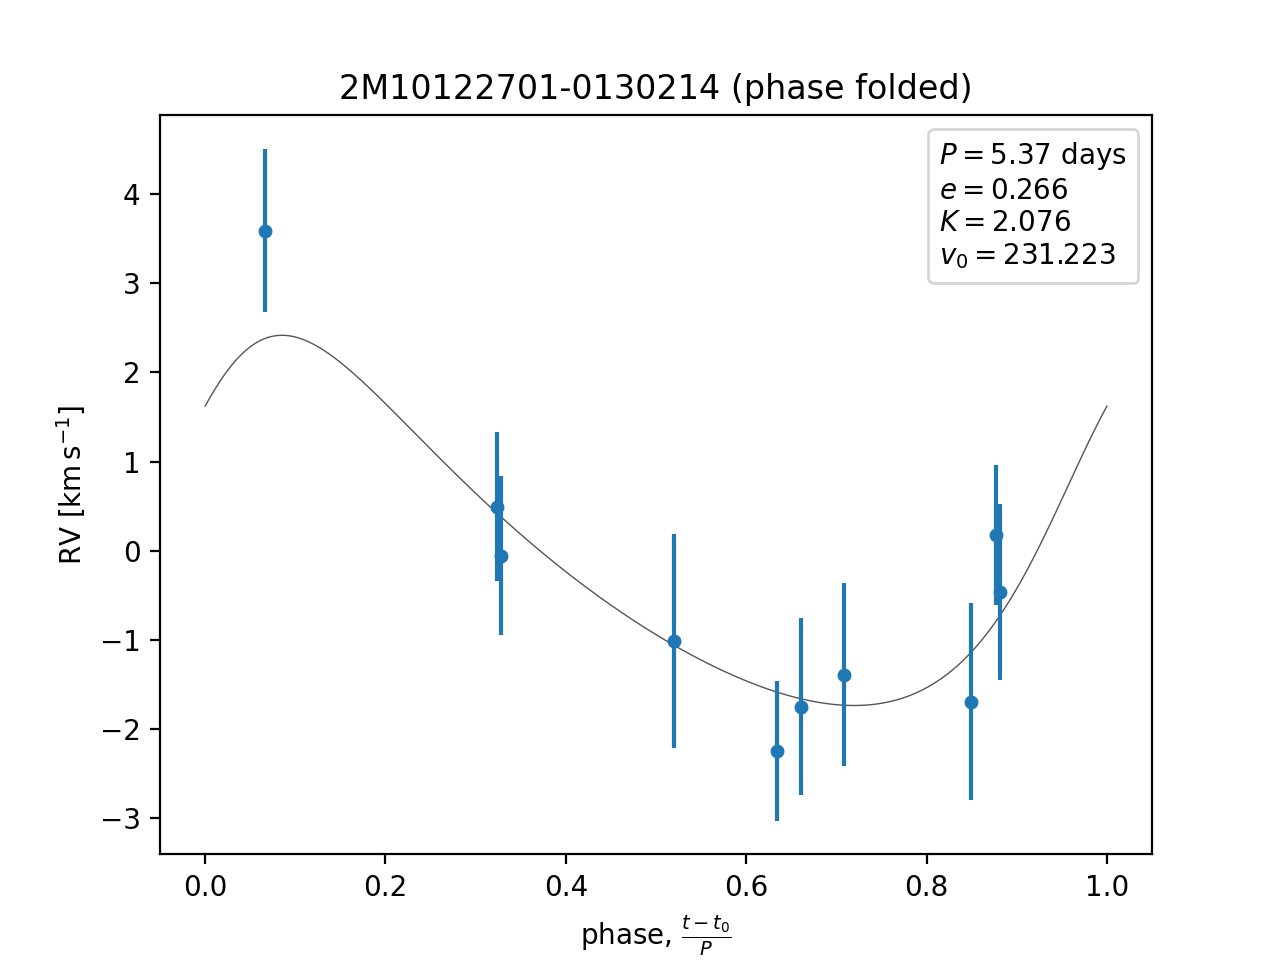 2M10122701-0130214 (phase folded)
P = 5.37 days
e = 0.266
K = 2.076
v₀ = 231.223
RV [km s⁻¹]
4
3
2
1
0
−1
−2
−3
0.0 0.2 0.4 0.6 0.8 1.0
phase, (t − t₀)/P